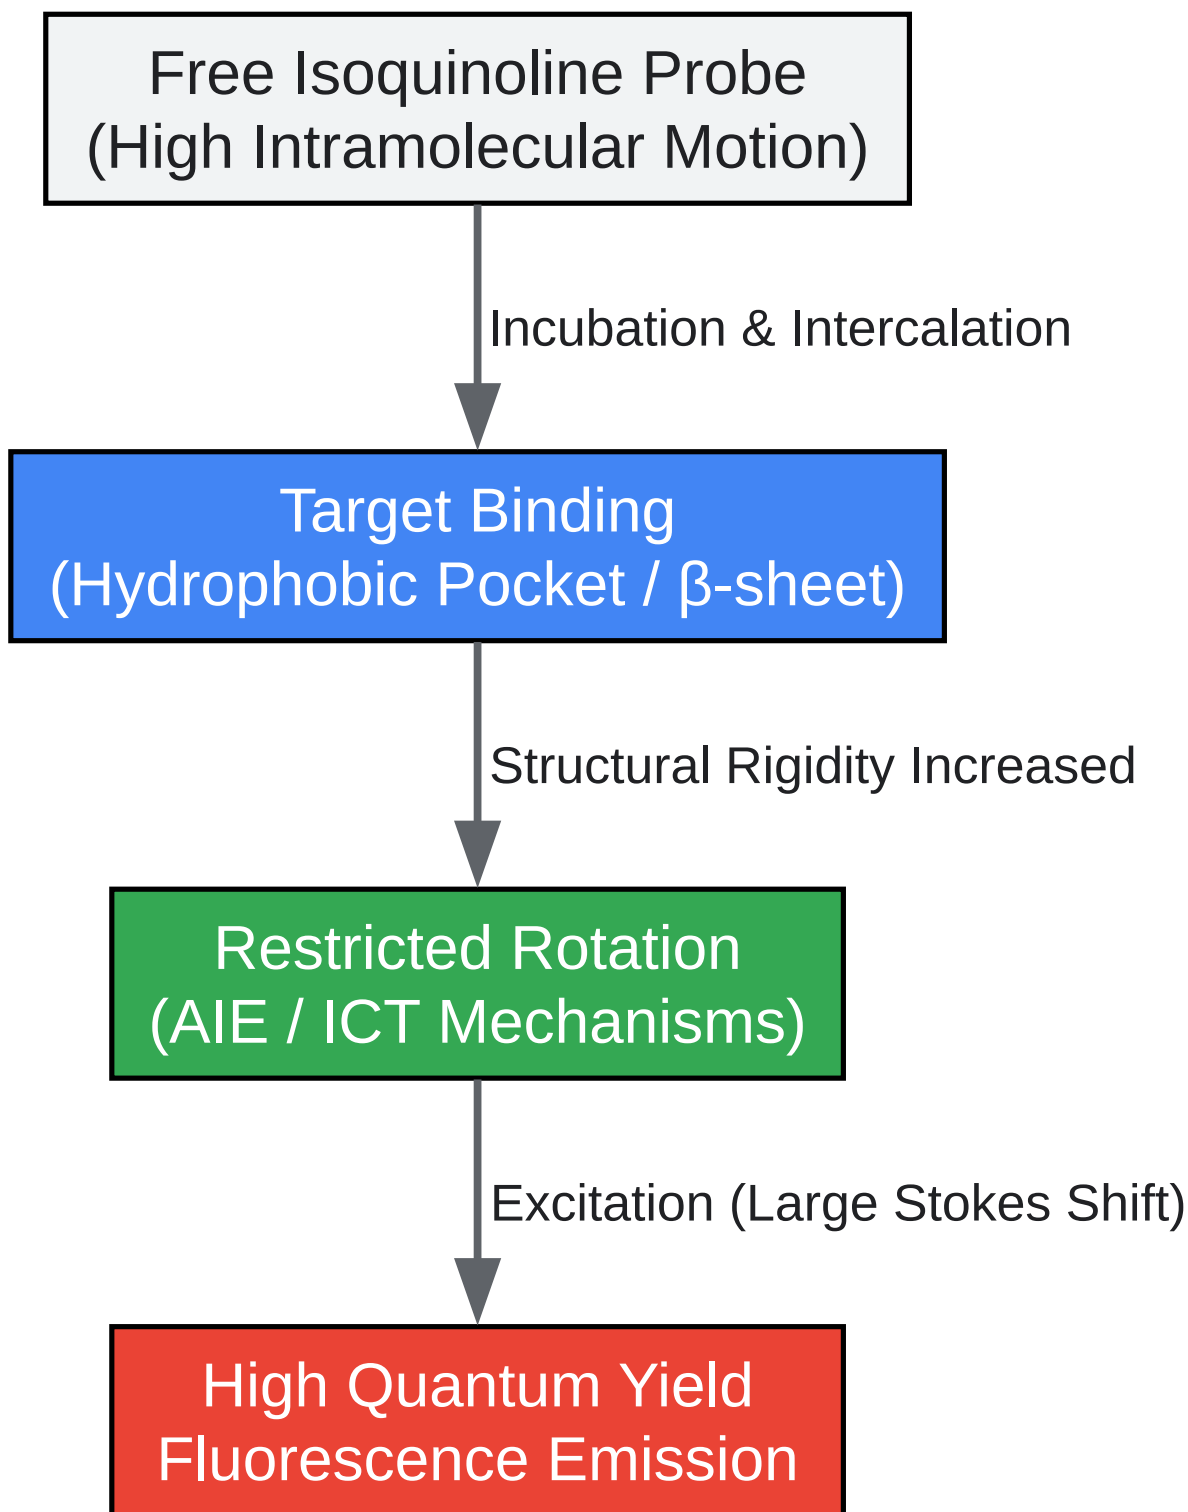 Free Isoquinoline Probe
(High Intramolecular Motion)
Incubation & Intercalation
Target Binding
(Hydrophobic Pocket / β-sheet)
Structural Rigidity Increased
Restricted Rotation
(AIE / ICT Mechanisms)
Excitation (Large Stokes Shift)
High Quantum Yield
Fluorescence Emission